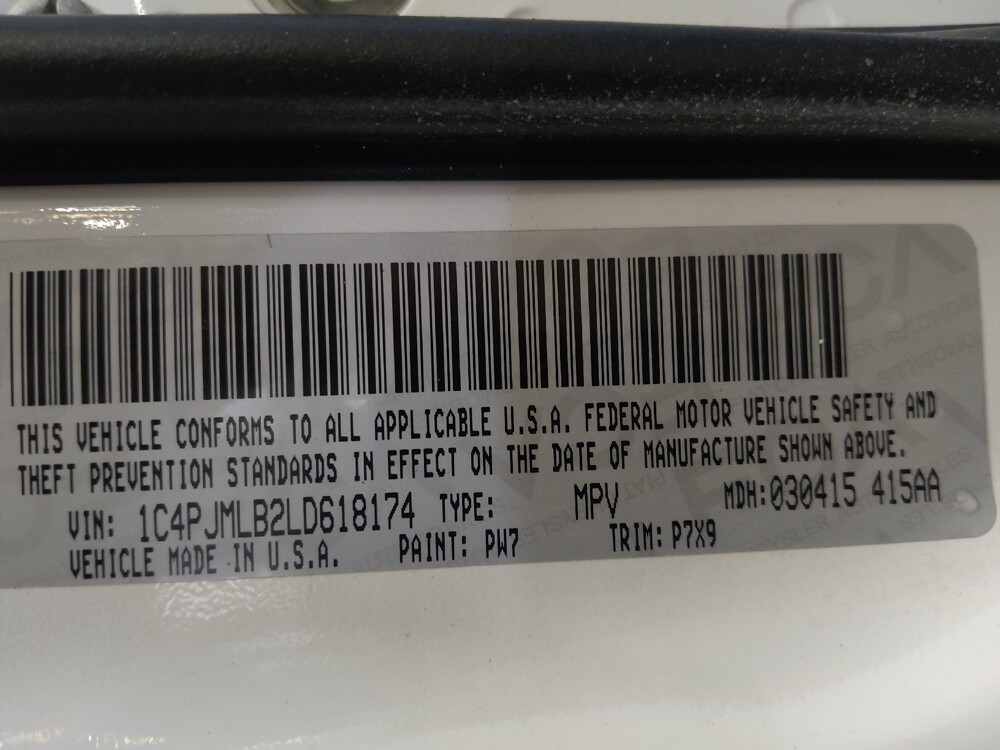 THIS VEHICLE CONFORMS TO ALL APPLICABLE U.S.A. FEDERAL MOTOR VEHICLE SAFETY AND
THEFT PREVENTION STANDARDS IN EFFECT ON THE DATE OF MANUFACTURE SHOWN ABOVE.
VIN: 1C4PJMLB2LD618174 TYPE: MPV MDH:030415 415AA
VEHICLE MADE IN U.S.A. PAINT: PW7 TRIM: P7X9